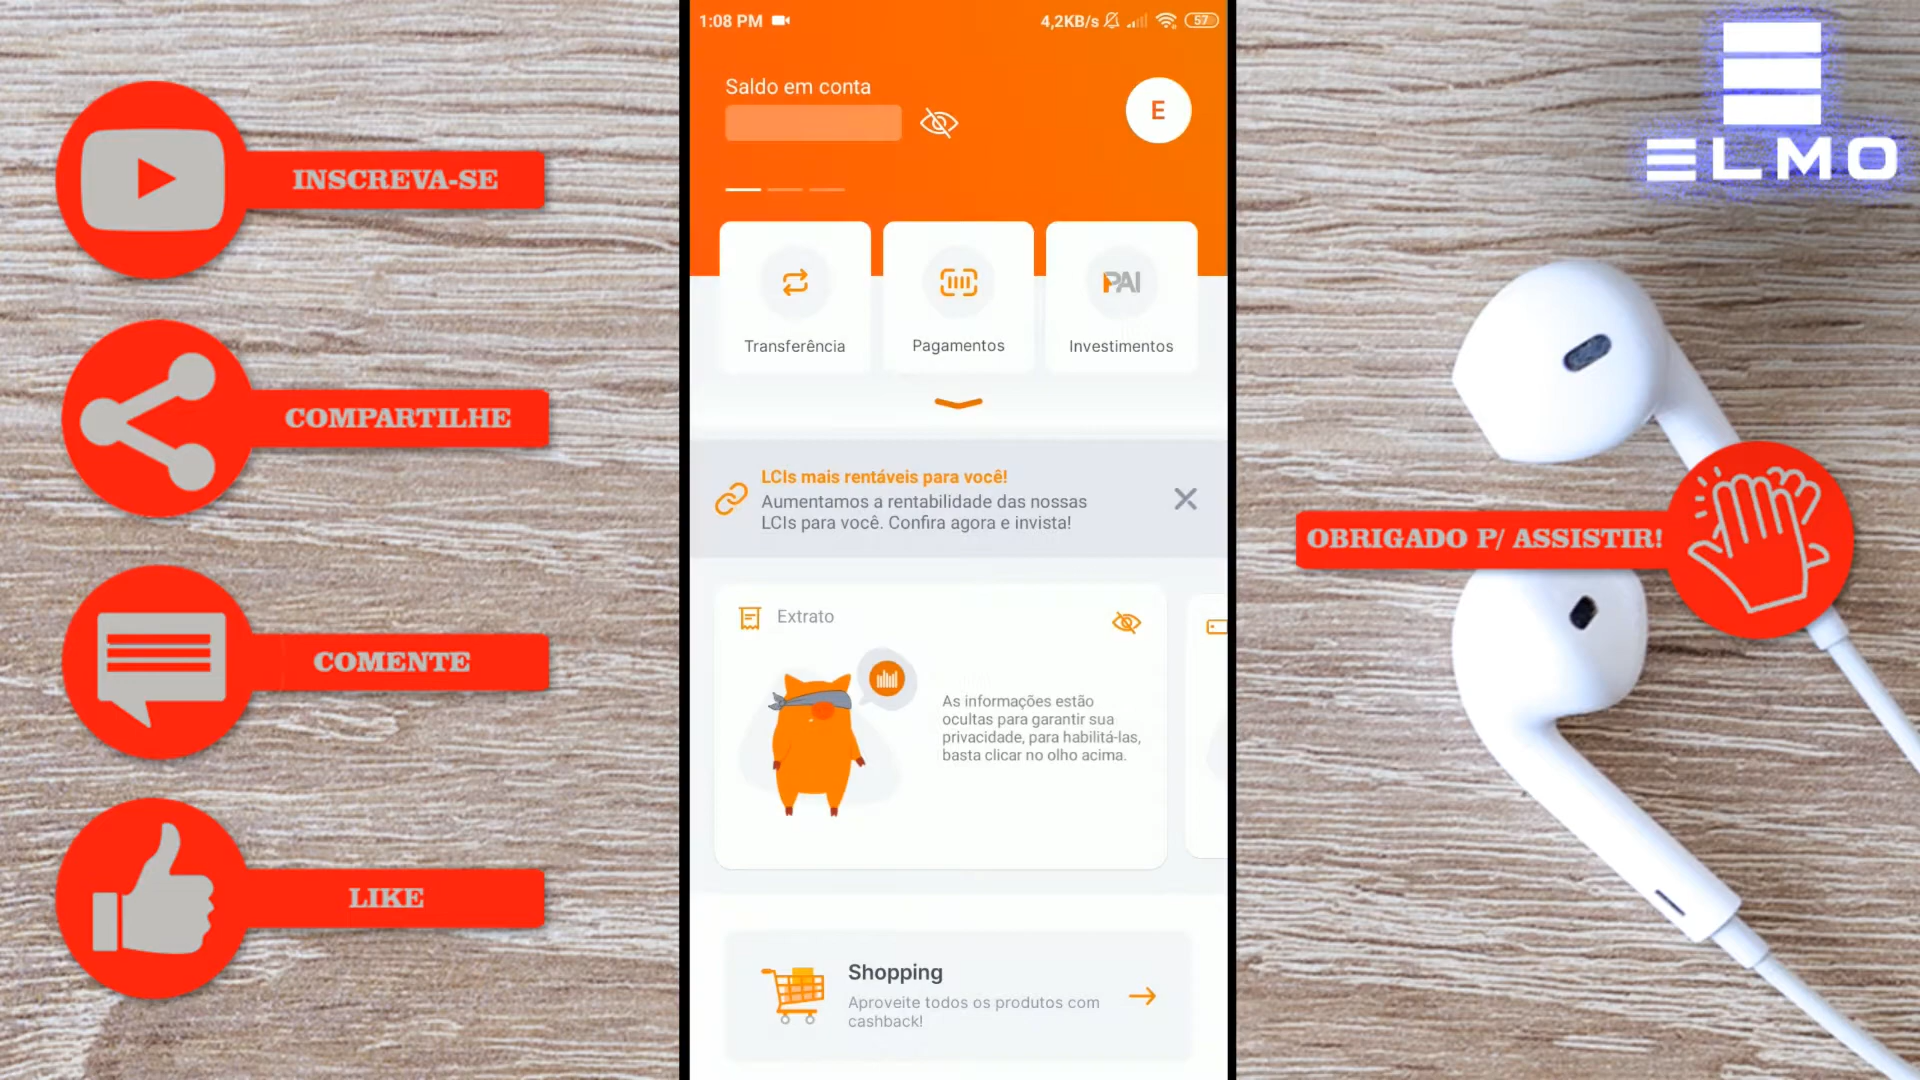 INSCREVA-SE
COMPARTILHE
COMENTE
LIKE
1:08 PM
4,2KB/s
57
Saldo em conta
E
Transferência
Pagamentos
PAI
Investimentos
LCIs mais rentáveis para você!
Aumentamos a rentabilidade das nossas
LCIs para você. Confira agora e invista!
Extrato
As informações estão
ocultas para garantir sua
privacidade, para habilitá-las,
basta clicar no olho acima.
Shopping
Aproveite todos os produtos com
cashback!
ELMO
OBRIGADO P/ ASSISTIR!